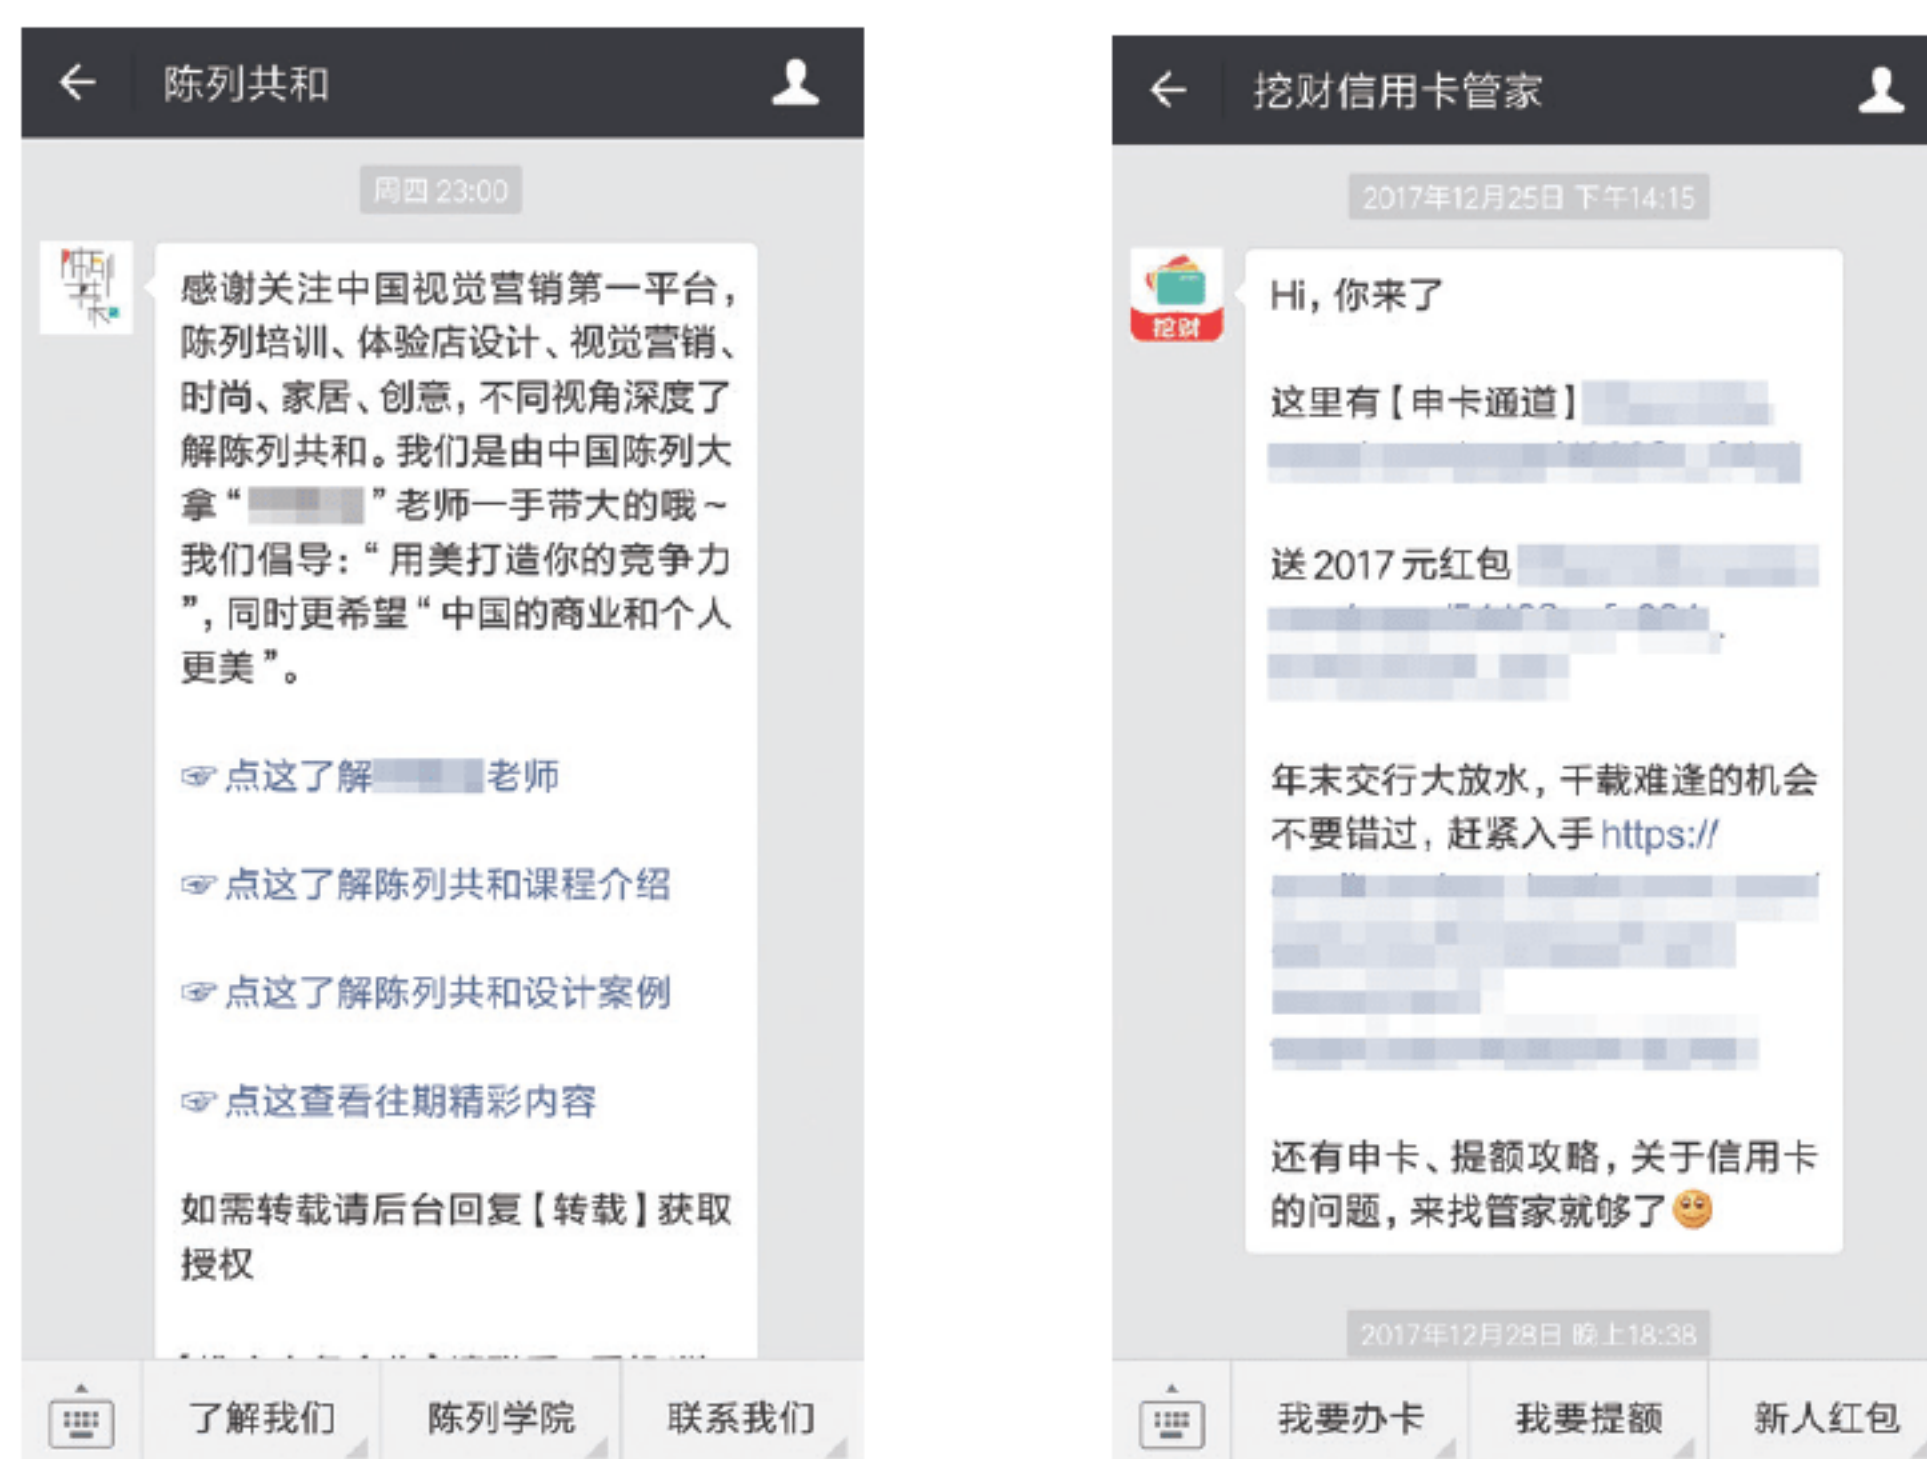 陈列共和
周四 23:00
感谢关注中国视觉营销第一平台，
陈列培训、体验店设计、视觉营销、
时尚、家居、创意，不同视角深度了
解陈列共和。我们是由中国陈列大
拿“ ”老师一手带大的哦～
我们倡导：“用美打造你的竞争力
”，同时更希望“中国的商业和个人
更美”。
☞点这了解 老师
☞点这了解陈列共和课程介绍
☞点这了解陈列共和设计案例
☞点这查看往期精彩内容
如需转载请后台回复【转载】获取
授权
了解我们
陈列学院
联系我们
挖财信用卡管家
2017年12月25日 下午14:15
挖财
Hi，你来了
这里有【申卡通道】
送2017元红包
年末交行大放水，千载难逢的机会
不要错过，赶紧入手https://
还有申卡、提额攻略，关于信用卡
的问题，来找管家就够了
2017年12月28日 晚上18:38
我要办卡
我要提额
新人红包